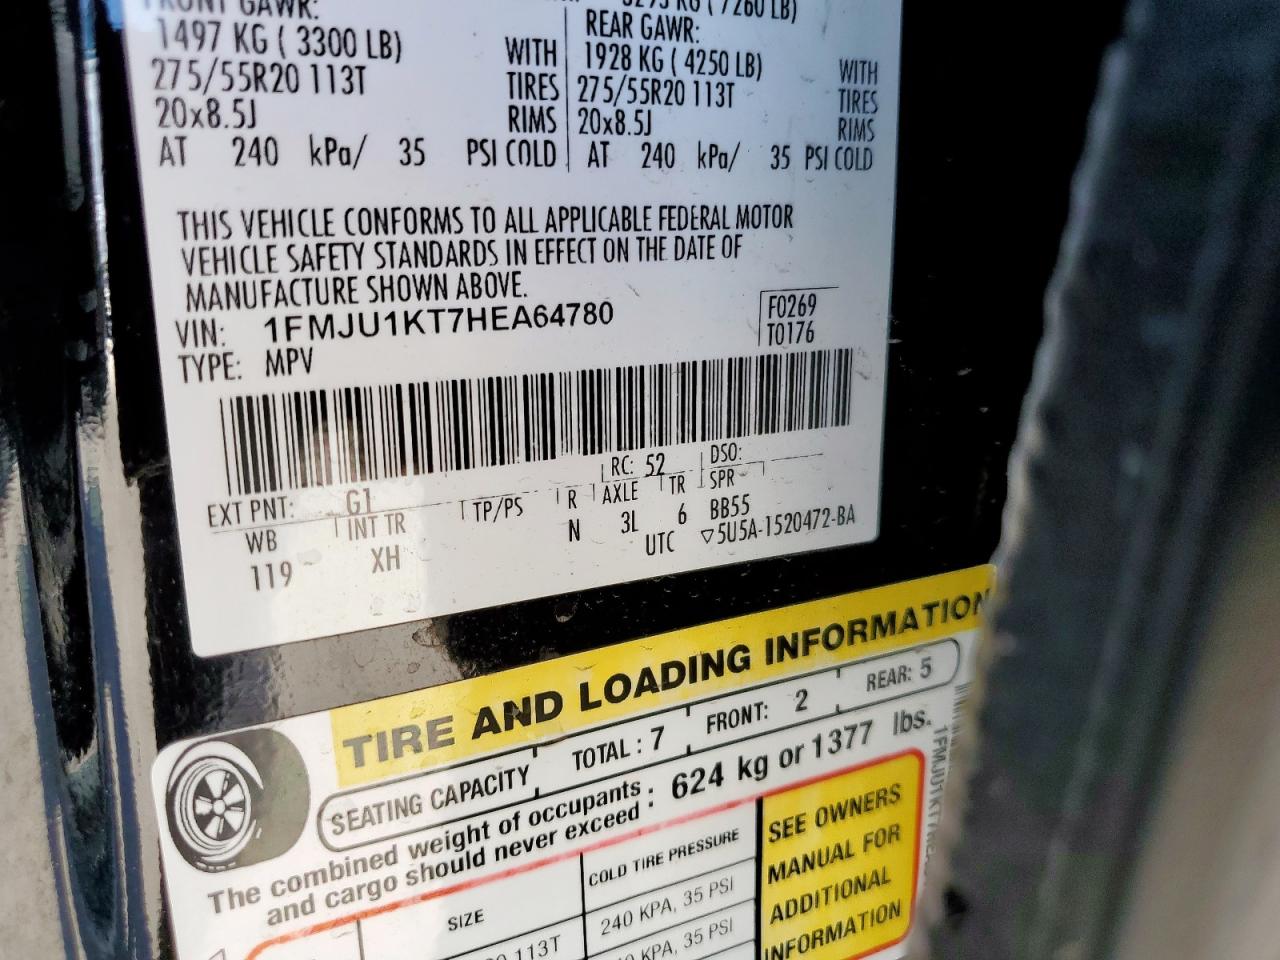 FRONT GAWR:
1497 KG ( 3300 LB) WITH
275/55R20 113T TIRES
20x8.5J RIMS
AT 240 kPa/ 35 PSI COLD
(7260 LB)
REAR GAWR:
1928 KG ( 4250 LB) WITH
275/55R20 113T TIRES
20x8.5J RIMS
AT 240 kPa/ 35 PSI COLD
THIS VEHICLE CONFORMS TO ALL APPLICABLE FEDERAL MOTOR
VEHICLE SAFETY STANDARDS IN EFFECT ON THE DATE OF
MANUFACTURE SHOWN ABOVE.
VIN: 1FMJU1KT7HEA64780
F0269
TYPE: MPV
T0176
EXT PNT: G1 RC: 52 DSO:
WB INT TR TP/PS R AXLE TR SPR
119 XH N 3L 6 BB55
UTC ▽5U5A-1520472-BA
TIRE AND LOADING INFORMATION
SEATING CAPACITY TOTAL : 7 FRONT: 2 REAR: 5
The combined weight of occupants
and cargo should never exceed : 624 kg or 1377 lbs.
SIZE COLD TIRE PRESSURE
113T 240 KPA, 35 PSI
KPA, 35 PSI
SEE OWNERS
MANUAL FOR
ADDITIONAL
INFORMATION